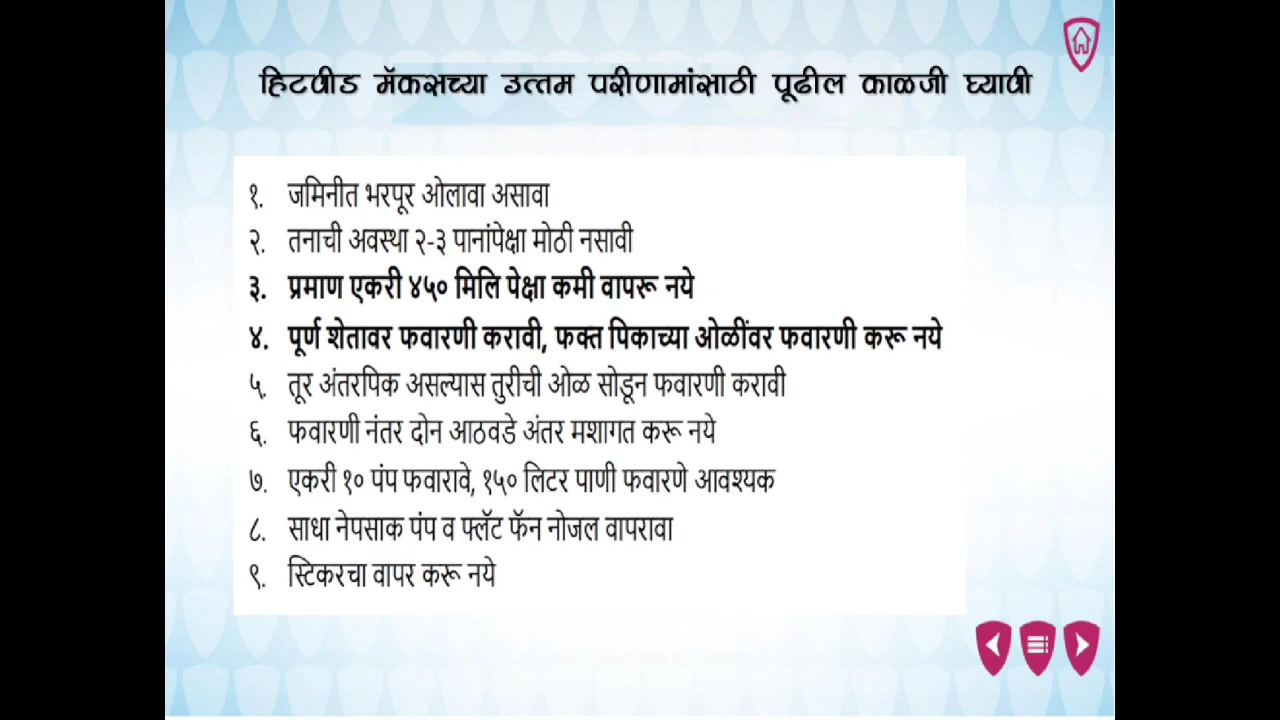 हिटवीड मॅक्सच्या उत्तम परीणामांसाठी पूढील काळजी घ्यावी
१. जमिनीत भरपूर ओलावा असावा
२. तनाची अवस्था २-३ पानांपेक्षा मोठी नसावी
३. प्रमाण एकरी ४५० मिलि पेक्षा कमी वापरू नये
४. पूर्ण शेतावर फवारणी करावी, फक्त पिकाच्या ओळींवर फवारणी करू नये
५. तूर अंतरपिक असल्यास तुरीची ओळ सोडून फवारणी करावी
६. फवारणी नंतर दोन आठवडे अंतर मशागत करू नये
७. एकरी १० पंप फवारावे, १५० लिटर पाणी फवारणे आवश्यक
८. साधा नेपसाक पंप व फ्लॅट फॅन नोजल वापरावा
९. स्टिकरचा वापर करू नये